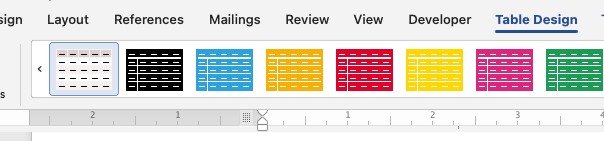 sign Layout References Mailings Review View Developer Table Design
s
2 1 1 2 3 4